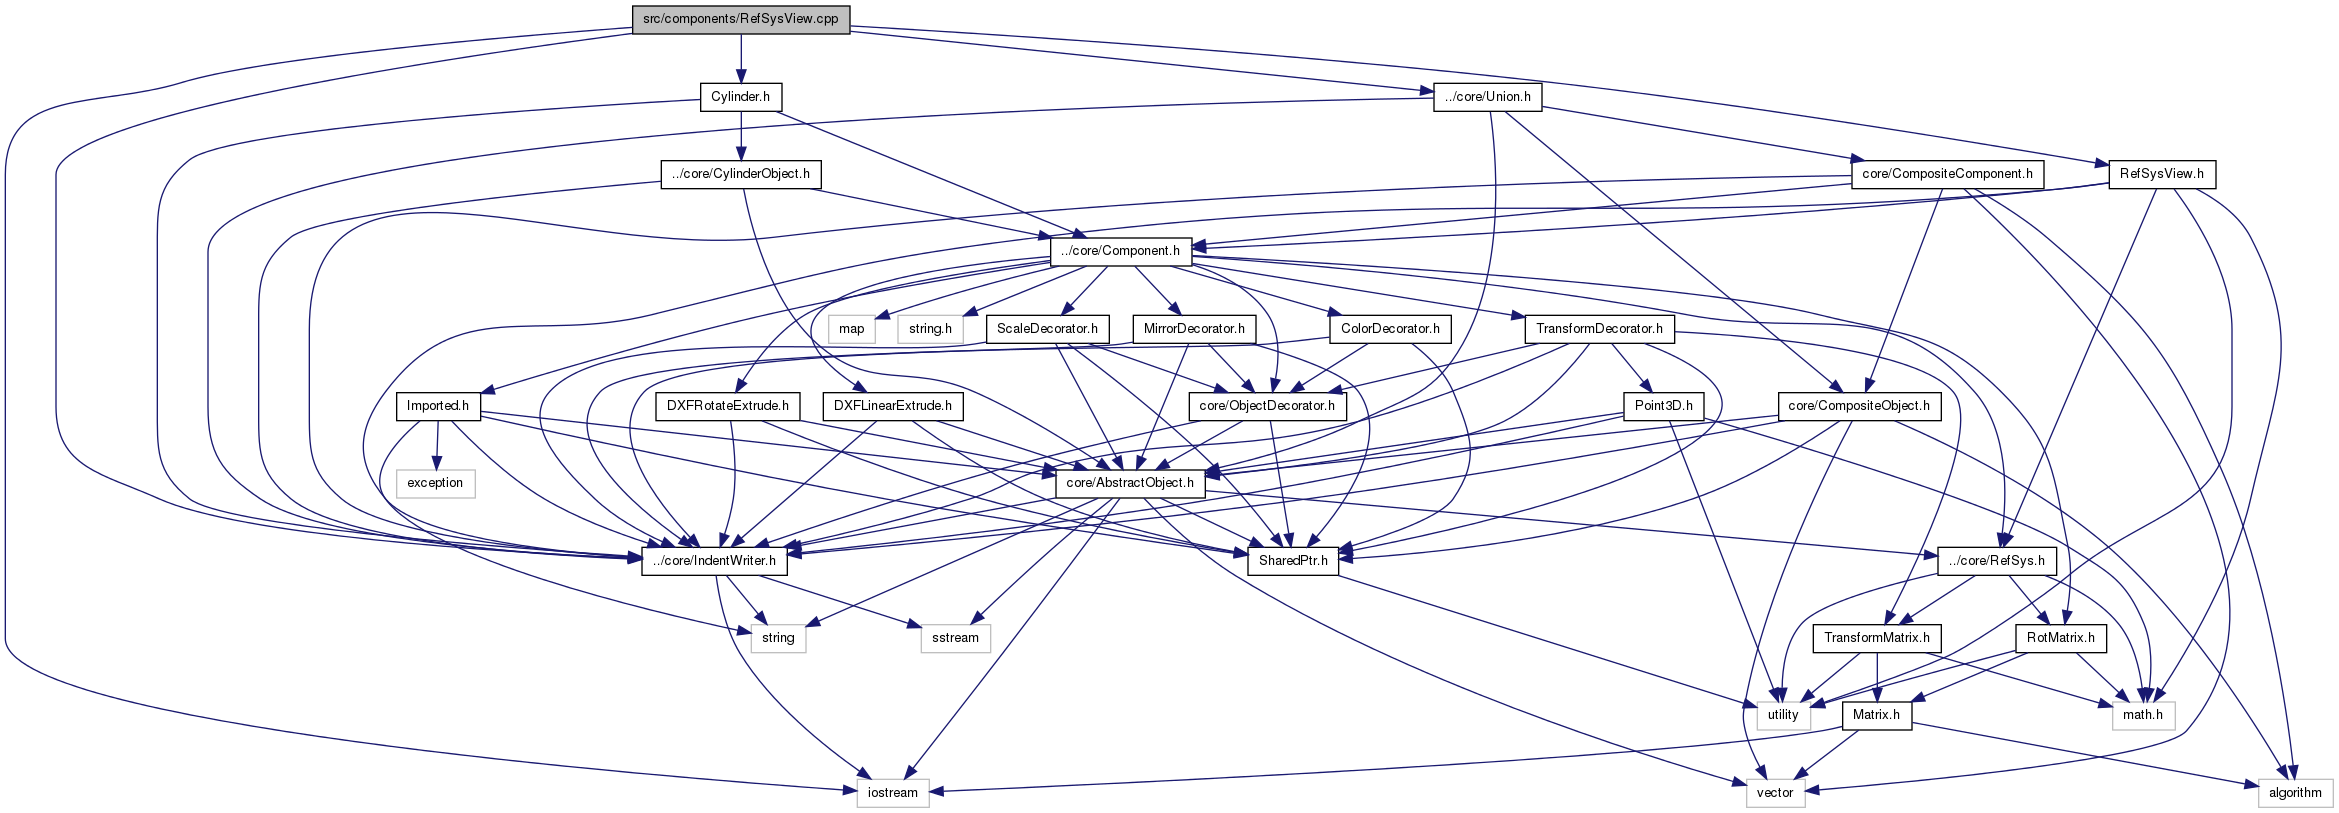 src/components/RefSysView.cpp
Cylinder.h
../core/Union.h
../core/CylinderObject.h
core/CompositeComponent.h
RefSysView.h
../core/Component.h
map
string.h
ScaleDecorator.h
MirrorDecorator.h
ColorDecorator.h
TransformDecorator.h
Imported.h
DXFRotateExtrude.h
DXFLinearExtrude.h
core/ObjectDecorator.h
Point3D.h
core/CompositeObject.h
exception
core/AbstractObject.h
../core/IndentWriter.h
SharedPtr.h
../core/RefSys.h
string
sstream
TransformMatrix.h
RotMatrix.h
utility
Matrix.h
math.h
iostream
vector
algorithm